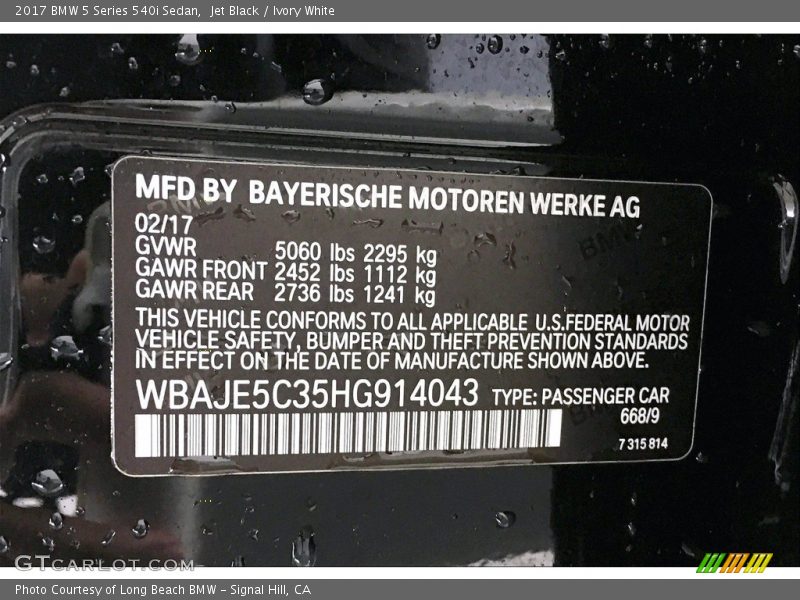 2017 BMW 5 Series 540i Sedan,  Jet Black / Ivory White
MFD BY BAYERISCHE MOTOREN WERKE AG
02/17
GVWR 5060 lbs 2295 kg
GAWR FRONT 2452 lbs 1112 kg
GAWR REAR 2736 lbs 1241 kg
THIS VEHICLE CONFORMS TO ALL APPLICABLE U.S.FEDERAL MOTOR
VEHICLE SAFETY, BUMPER AND THEFT PREVENTION STANDARDS
IN EFFECT ON THE DATE OF MANUFACTURE SHOWN ABOVE.
WBAJE5C35HG914043 TYPE: PASSENGER CAR
668/9
7 315 814
GTCARLOT.COM
Photo Courtesy of Long Beach BMW - Signal Hill, CA